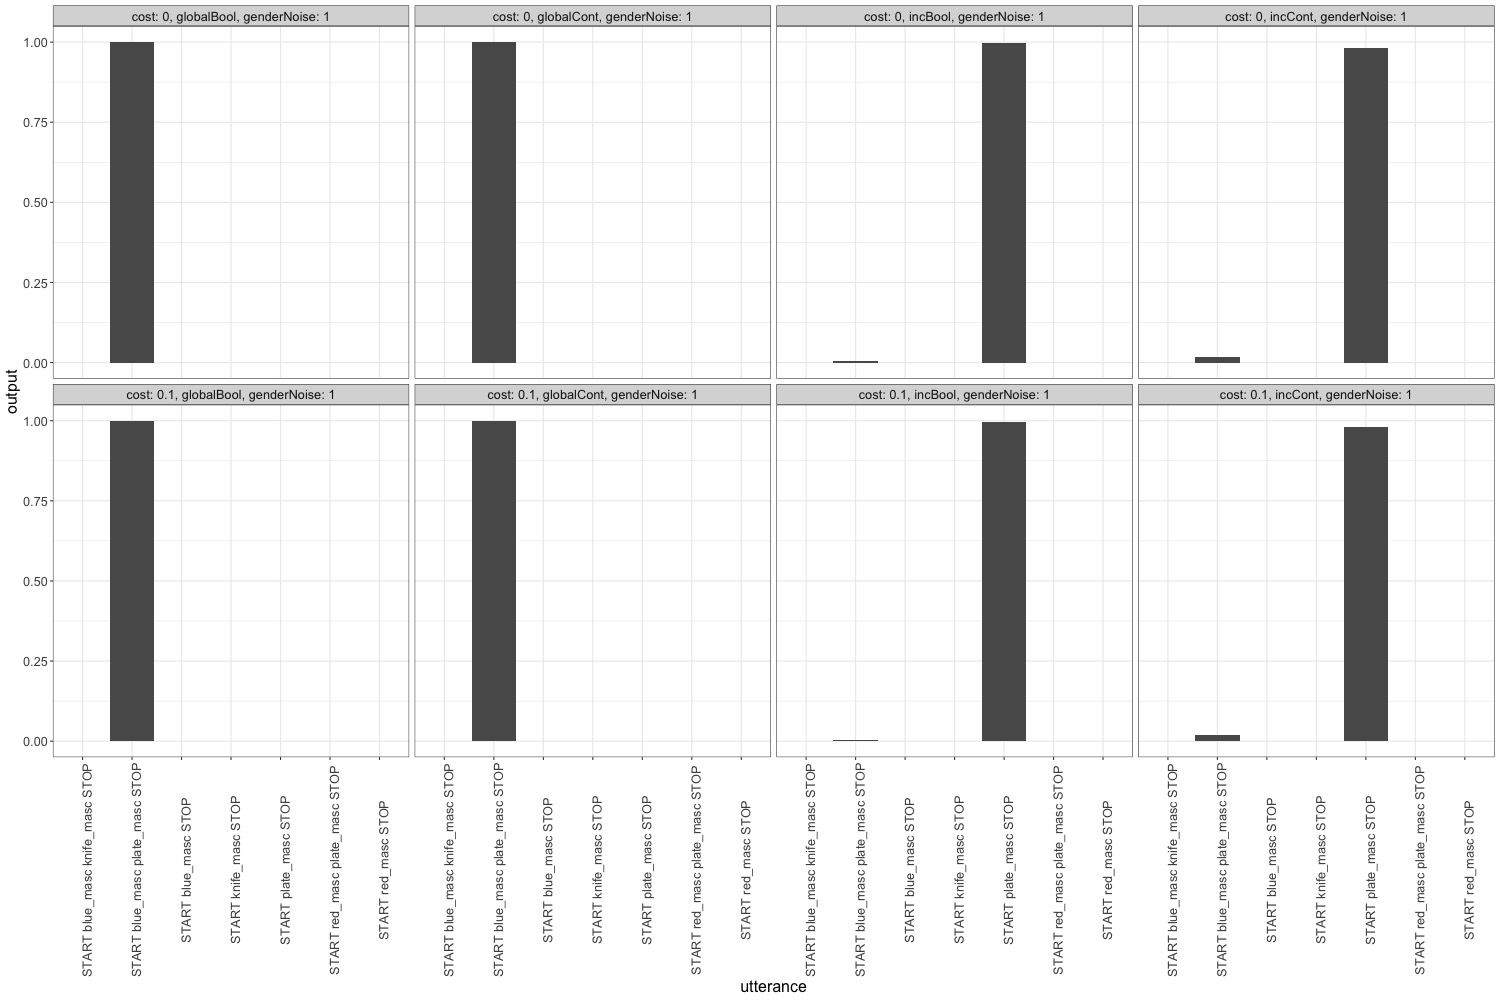 cost: 0, globalBool, genderNoise: 1
cost: 0, globalCont, genderNoise: 1
cost: 0, incBool, genderNoise: 1
cost: 0, incCont, genderNoise: 1
1.00
0.75
0.50
0.25
0.00
output
cost: 0.1, globalBool, genderNoise: 1
cost: 0.1, globalCont, genderNoise: 1
cost: 0.1, incBool, genderNoise: 1
cost: 0.1, incCont, genderNoise: 1
1.00
0.75
0.50
0.25
0.00
START blue_masc knife_masc STOP
START blue_masc plate_masc STOP
START blue_masc STOP
START knife_masc STOP
START plate_masc STOP
START red_masc plate_masc STOP
START red_masc STOP
START blue_masc knife_masc STOP
START blue_masc plate_masc STOP
START blue_masc STOP
START knife_masc STOP
START plate_masc STOP
START red_masc plate_masc STOP
START red_masc STOP
START blue_masc knife_masc STOP
START blue_masc plate_masc STOP
START blue_masc STOP
START knife_masc STOP
START plate_masc STOP
START red_masc plate_masc STOP
START red_masc STOP
START blue_masc knife_masc STOP
START blue_masc plate_masc STOP
START blue_masc STOP
START knife_masc STOP
START plate_masc STOP
START red_masc plate_masc STOP
START red_masc STOP
utterance